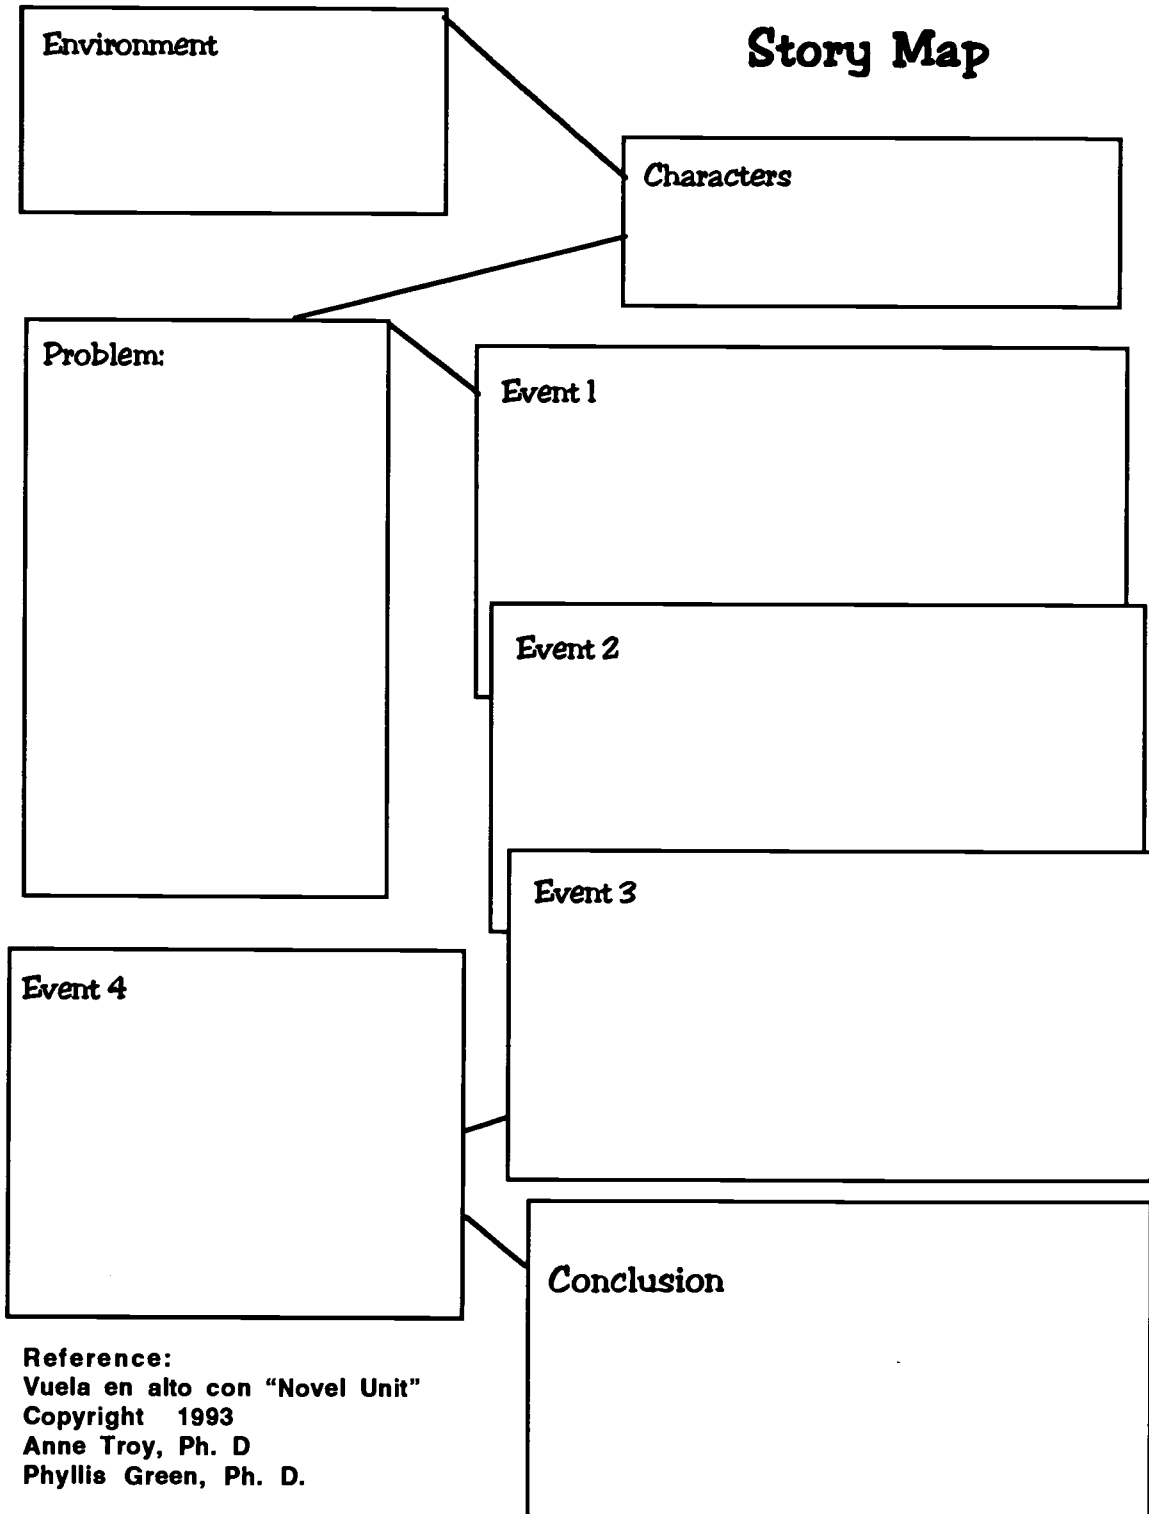 Story Map
Environment
Characters
Problem:
Event 1
Event 2
Event 3
Event 4
Conclusion
Reference:
Vuela en alto con “Novel Unit”
Copyright 1993
Anne Troy, Ph. D
Phyllis Green, Ph. D.